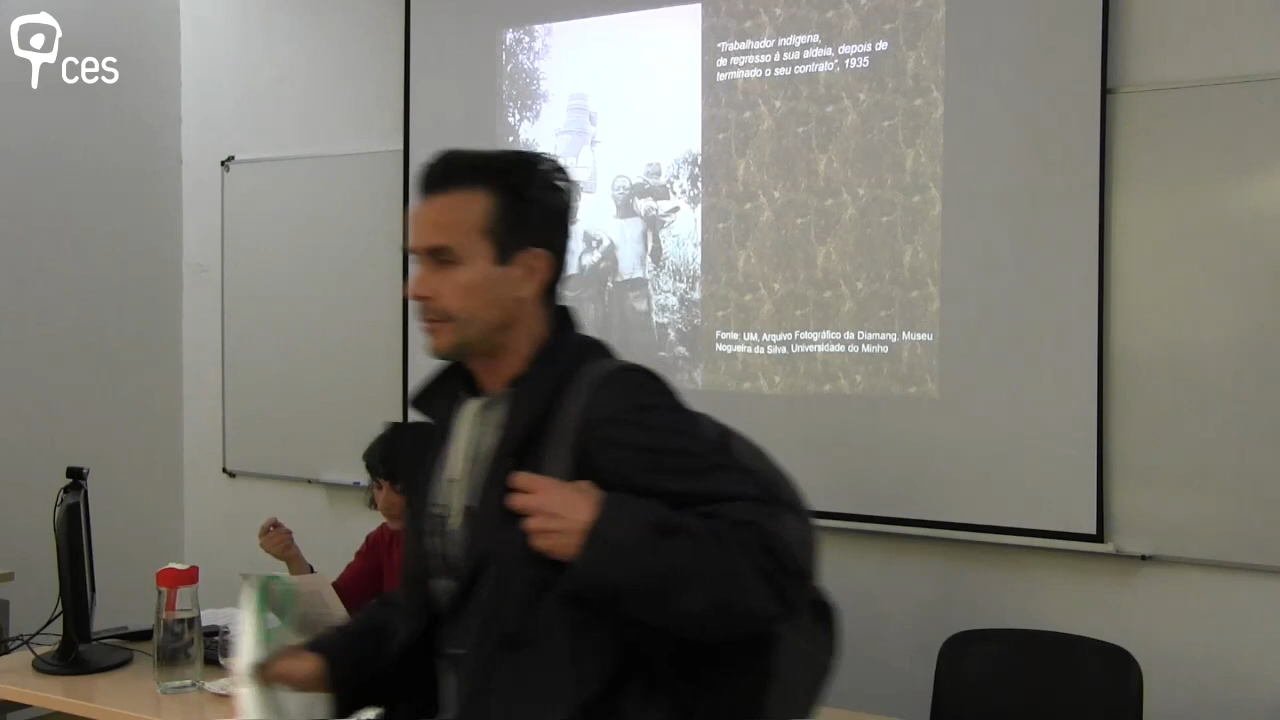 ces
"Trabalhador indígena,
de regresso à sua aldeia, depois de
terminado o seu contrato", 1935
Fonte: UM, Arquivo Fotográfico da Diamang, Museu
Nogueira da Silva, Universidade do Minho